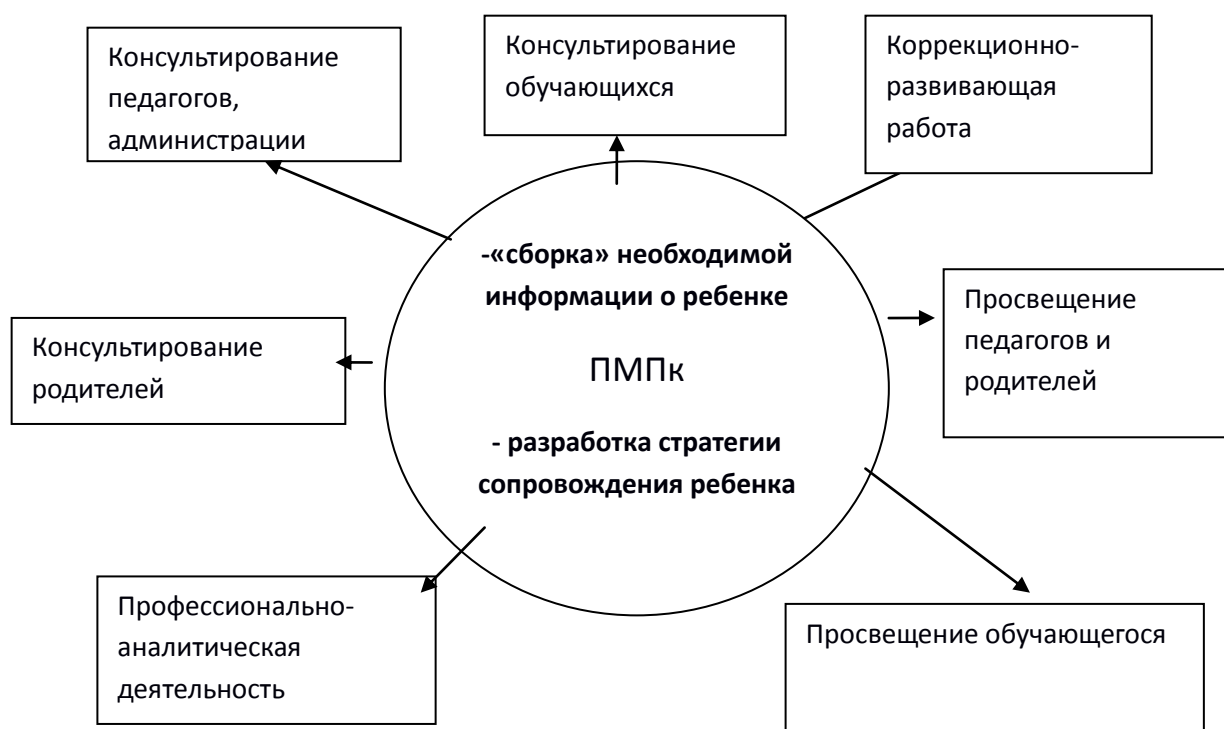 Консультирование
педагогов,
администрации
Консультирование
обучающихся
Коррекционно-
развивающая
работа
-«сборка» необходимой
информации о ребенке
ПМПк
- разработка стратегии
сопровождения ребенка
Консультирование
родителей
Просвещение
педагогов и
родителей
Профессионально-
аналитическая
деятельность
Просвещение обучающегося